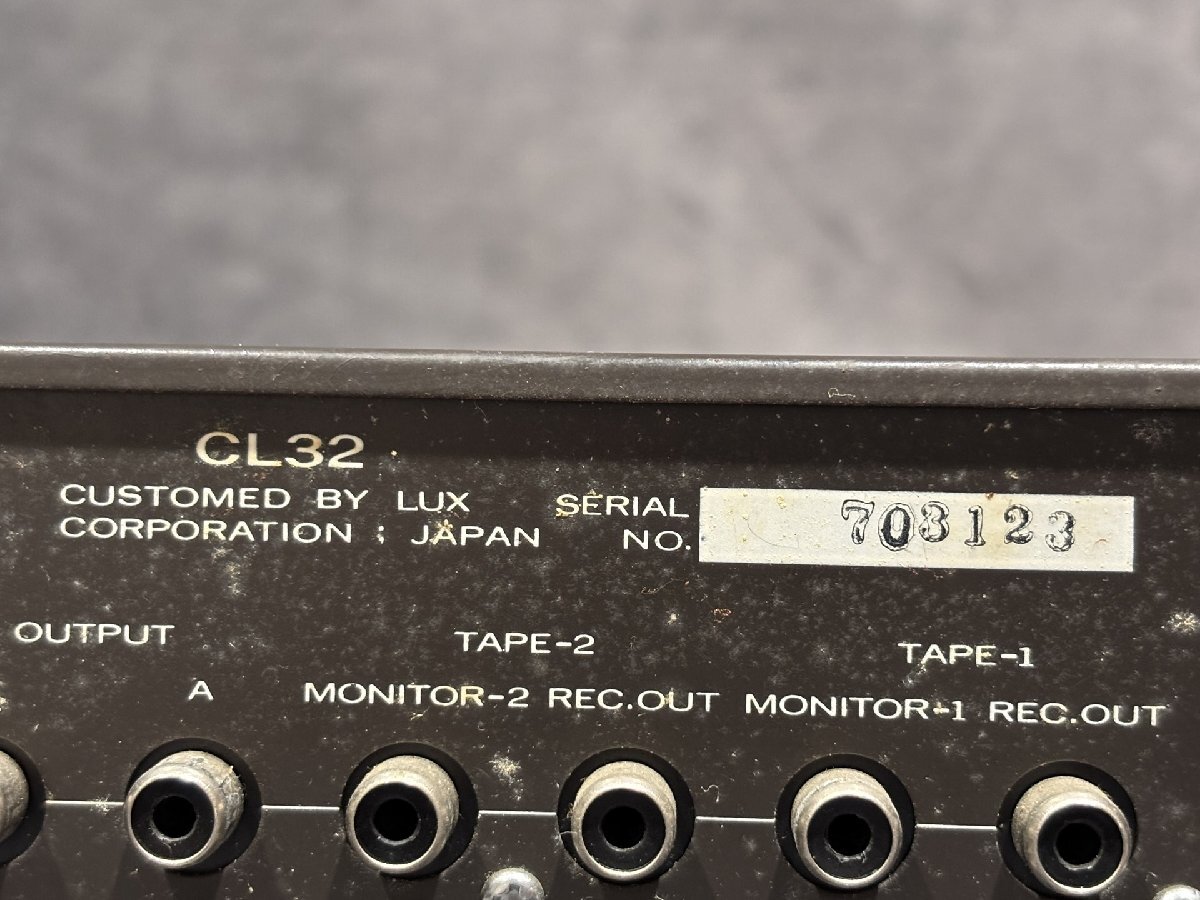 CL32
CUSTOMED BY LUX
CORPORATION ; JAPAN
SERIAL
NO. 703123
OUTPUT
A
TAPE-2
MONITOR-2 REC.OUT
TAPE-1
MONITOR-1 REC.OUT